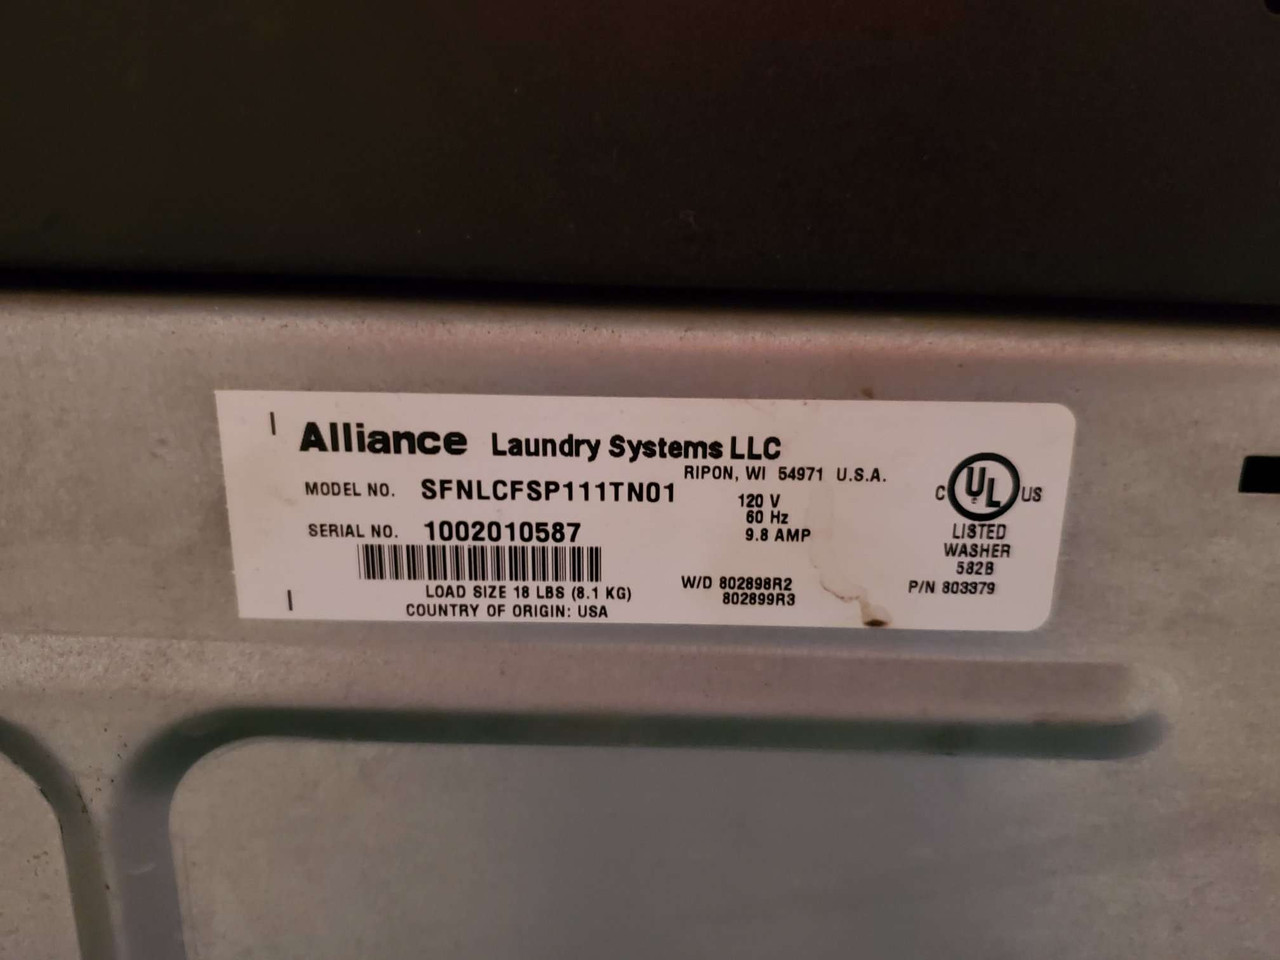 Alliance Laundry Systems LLC
RIPON, WI 54971 U.S.A.
MODEL NO. SFNLCFSP111TN01
120 V
60 Hz
9.8 AMP
SERIAL NO. 1002010587
LOAD SIZE 18 LBS (8.1 KG)
COUNTRY OF ORIGIN: USA
W/D 802898R2
802899R3
C UL US
LISTED
WASHER
582B
P/N 803379